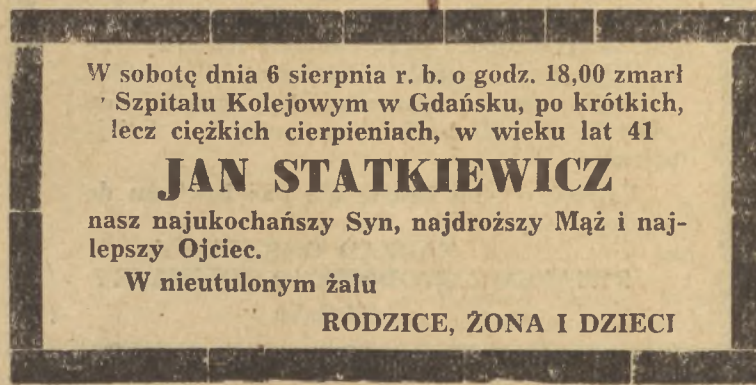 W sobotę dnia 6 sierpnia r. b. o godz. 18,00 zmarł
Szpitalu Kolejowym w Gdańsku, po krótkich,
lecz ciężkich cierpieniach, w wieku lat 41
JAN STATKIEWICZ
nasz najukochańszy Syn, najdroższy Mąż i naj-
lepszy Ojciec.
W nieutulonym żalu
RODZICE, ŻONA I DZIECI